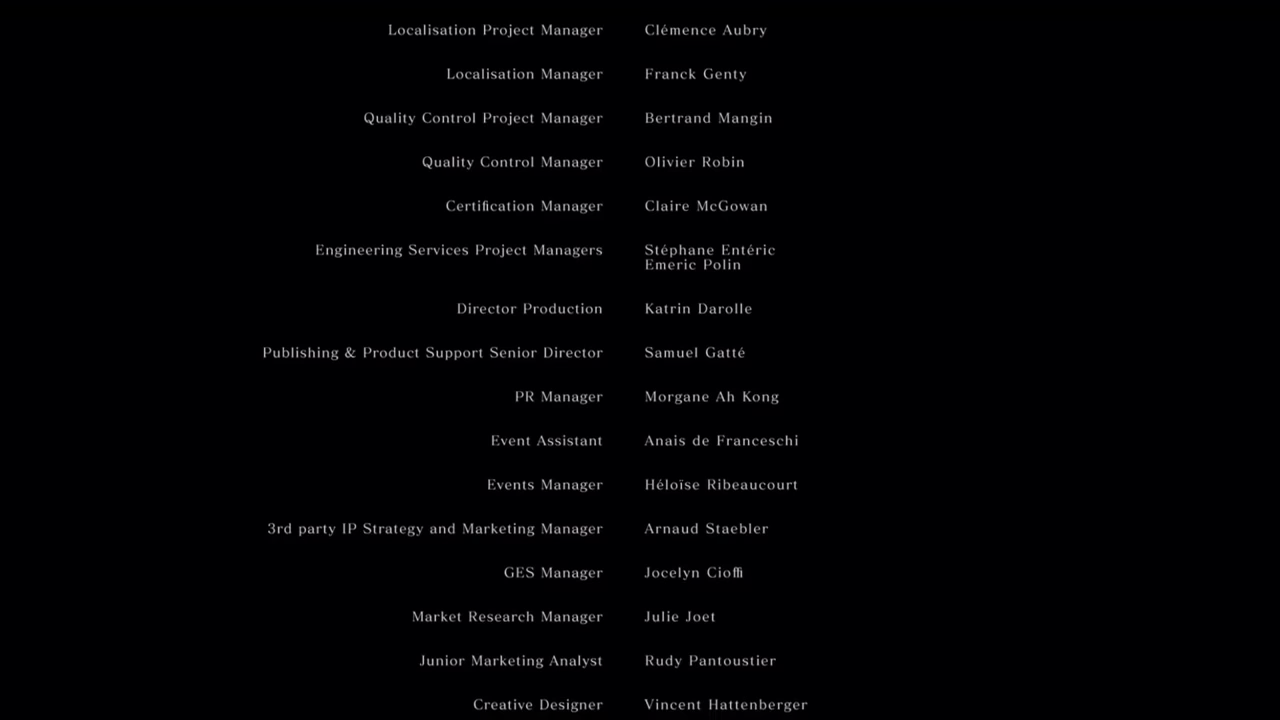 Localisation Project Manager Clémence Aubry
Localisation Manager Franck Genty
Quality Control Project Manager Bertrand Mangin
Quality Control Manager Olivier Robin
Certification Manager Claire McGowan
Engineering Services Project Managers Stéphane Entéric
Emeric Polin
Director Production Katrin Darolle
Publishing & Product Support Senior Director Samuel Gatté
PR Manager Morgane Ah Kong
Event Assistant Anais de Franceschi
Events Manager Héloïse Ribeaucourt
3rd party IP Strategy and Marketing Manager Arnaud Staebler
GES Manager Jocelyn Cioffi
Market Research Manager Julie Joet
Junior Marketing Analyst Rudy Pantoustier
Creative Designer Vincent Hattenberger